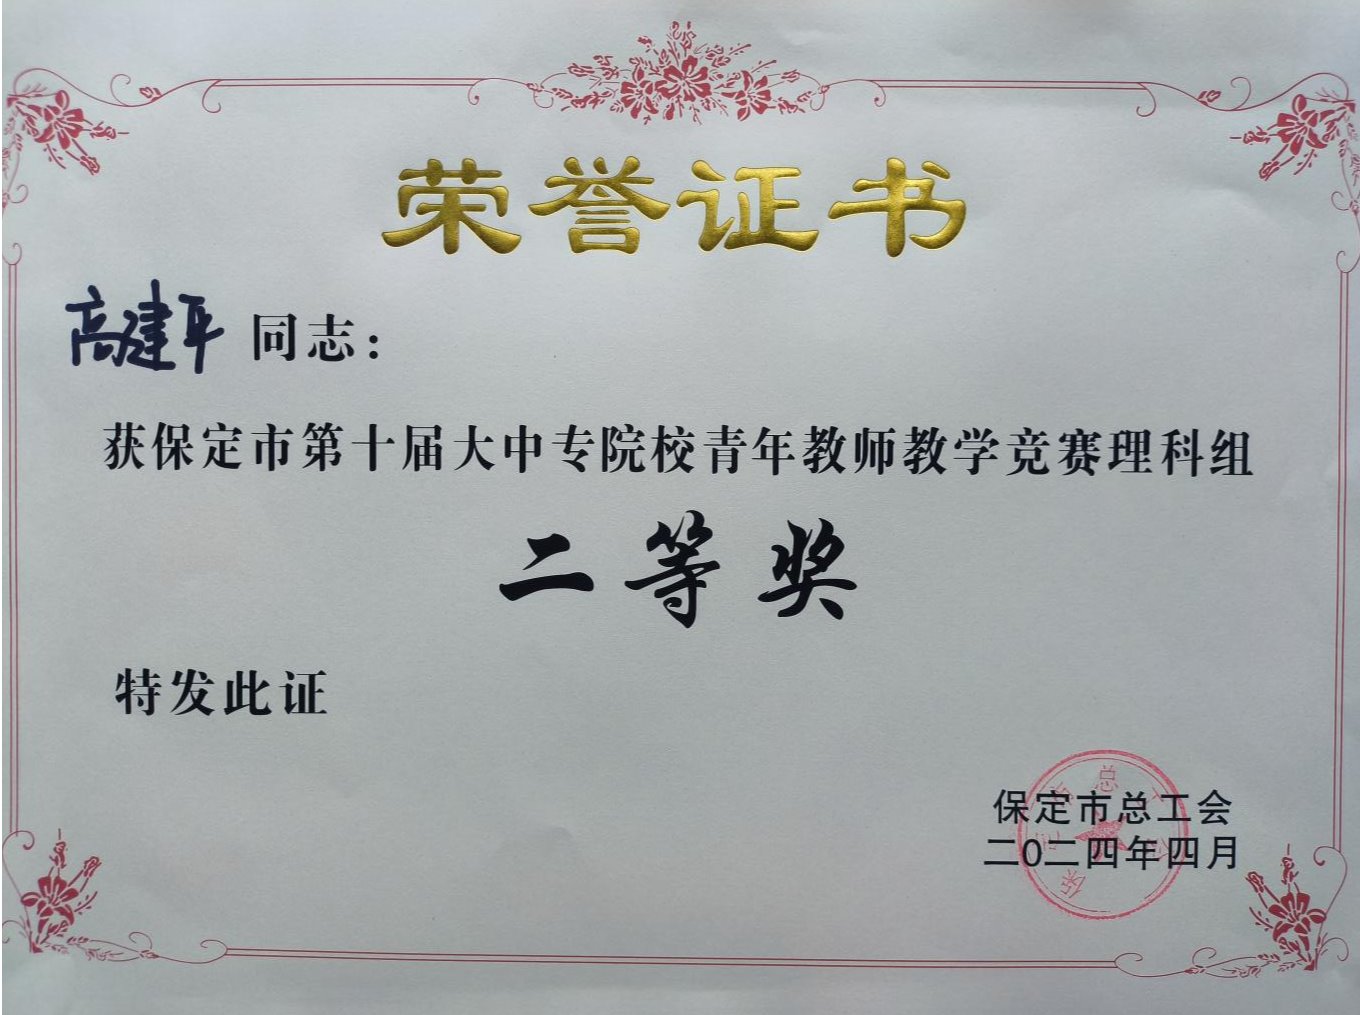 荣誉证书
高建平 同志：
获保定市第十届大中专院校青年教师教学竞赛理科组
二等奖
特发此证
保定市总工会
二0二四年四月